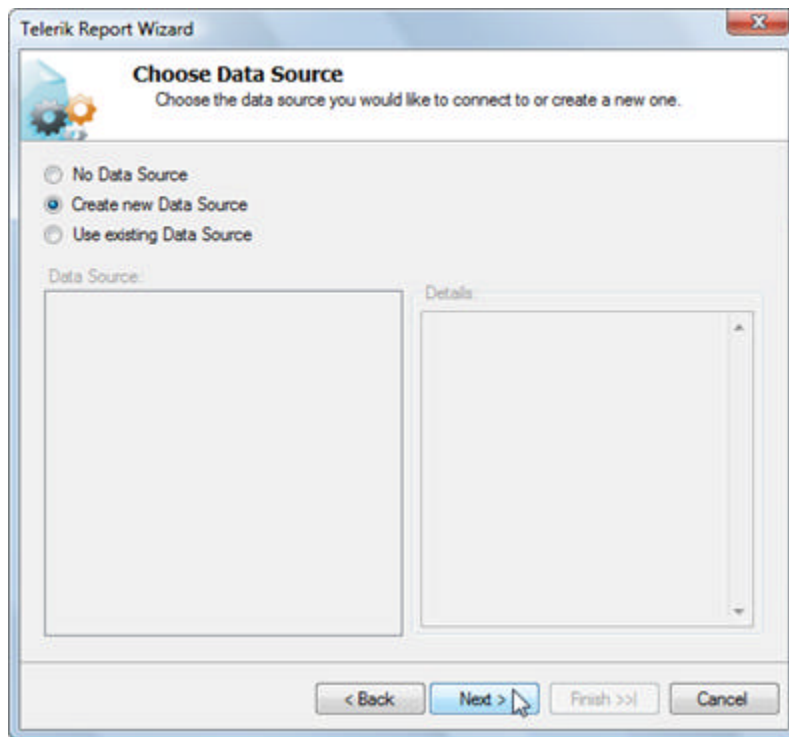 Telerik Report Wizard
Choose Data Source
Choose the data source you would like to connect to or create a new one.
No Data Source
Create new Data Source
Use existing Data Source
Data Source:
Details:
< Back
Next >
Finish >>|
Cancel